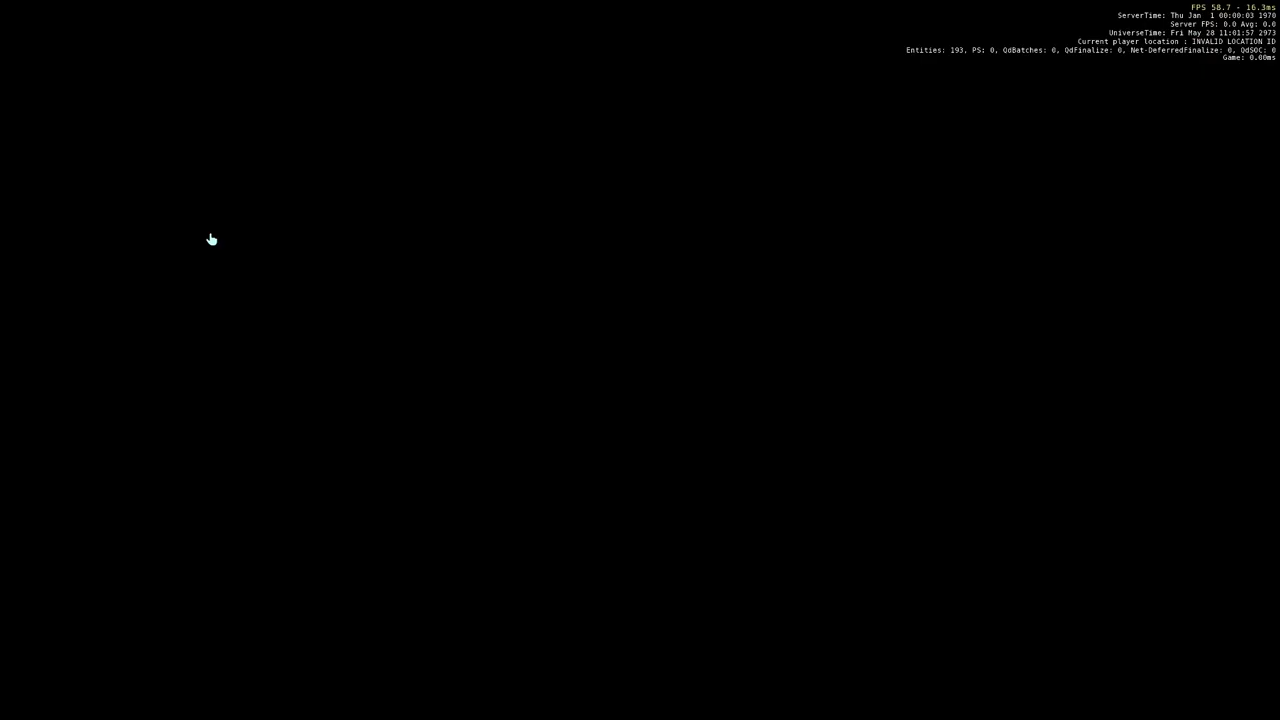 FPS 58.7 - 16.3ms
ServerTime: Thu Jan  1 00:00:03 1970
Server FPS: 0.0 Avg: 0.0
UniverseTime: Fri May 28 11:01:57 2973
Current player location : INVALID LOCATION ID
Entities: 193, PS: 0, QdBatches: 0, QdFinalize: 0, Net-DeferredFinalize: 0, QdSOC: 0
Game: 0.00ms